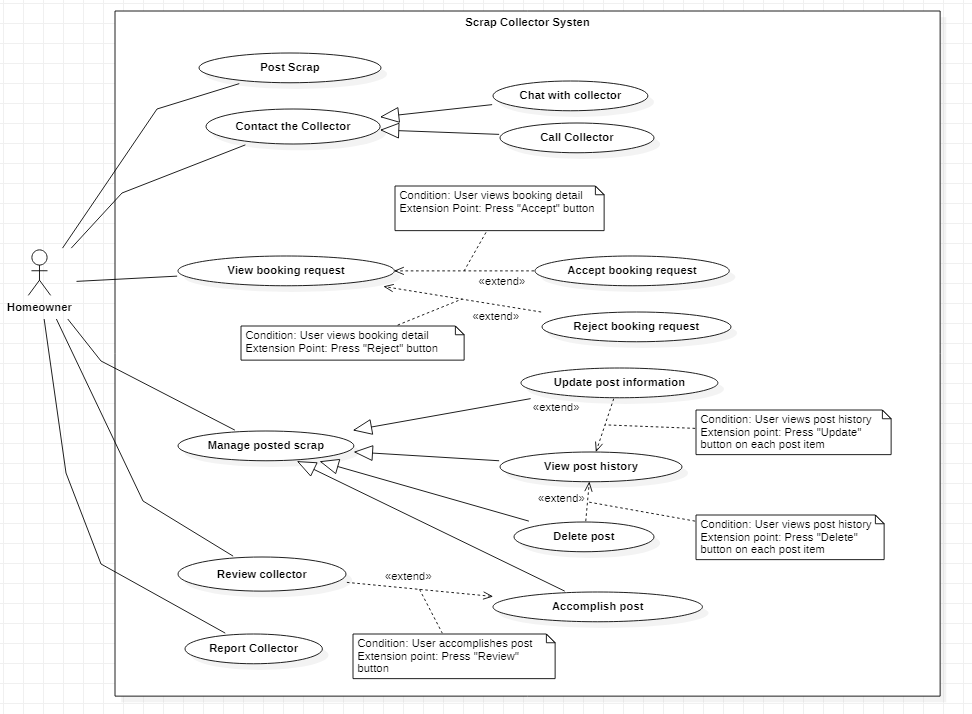 Scrap Collector Systen
Post Scrap
Chat with collector
Contact the Collector
Call Collector
Condition: User views booking detail
Extension Point: Press "Accept" button
View booking request
Accept booking request
«extend»
Homeowner
«extend»
Reject booking request
Condition: User views booking detail
Extension Point: Press "Reject" button
Update post information
«extend»
Condition: User views post history
Extension point: Press "Update"
button on each post item
Manage posted scrap
View post history
«extend»
Condition: User views post history
Extension point: Press "Delete"
button on each post item
Delete post
Review collector
«extend»
Accomplish post
Condition: User accomplishes post
Extension point: Press "Review"
button
Report Collector